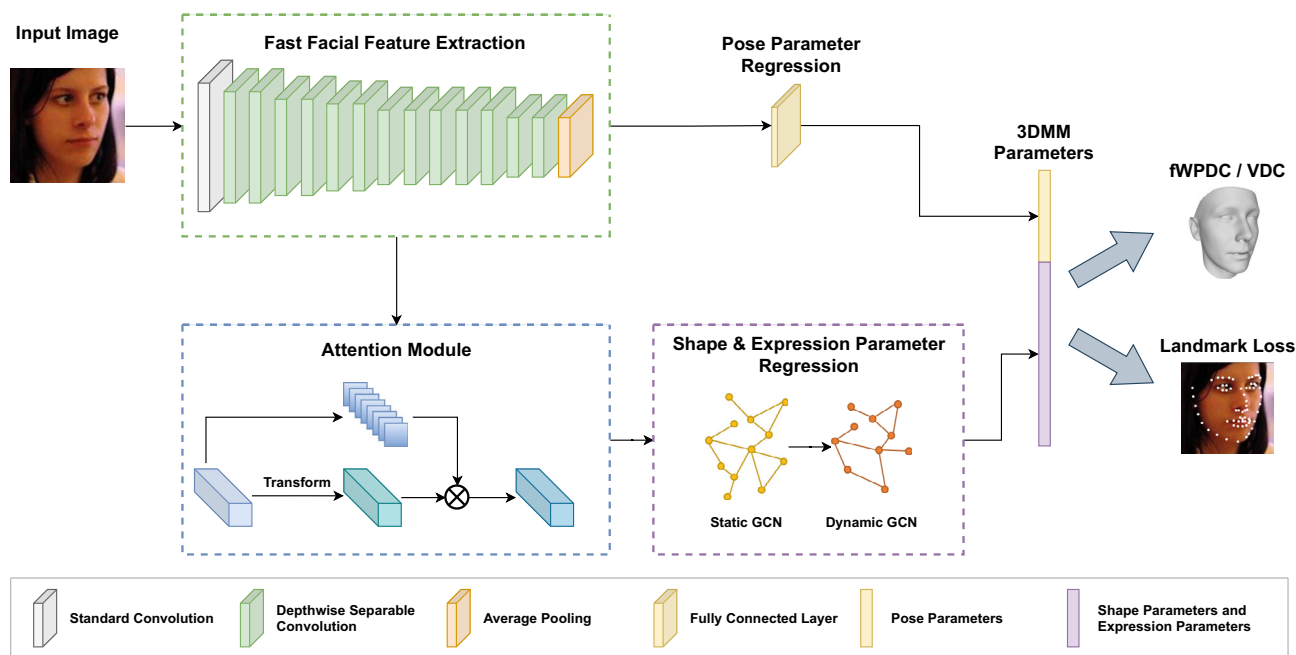 Input Image
Fast Facial Feature Extraction
Pose Parameter
Regression
3DMM
Parameters
fWPDC / VDC
Attention Module
Transform
Shape & Expression Parameter
Regression
Static GCN
Dynamic GCN
Landmark Loss
Standard Convolution
Depthwise Separable
Convolution
Average Pooling
Fully Connected Layer
Pose Parameters
Shape Parameters and
Expression Parameters